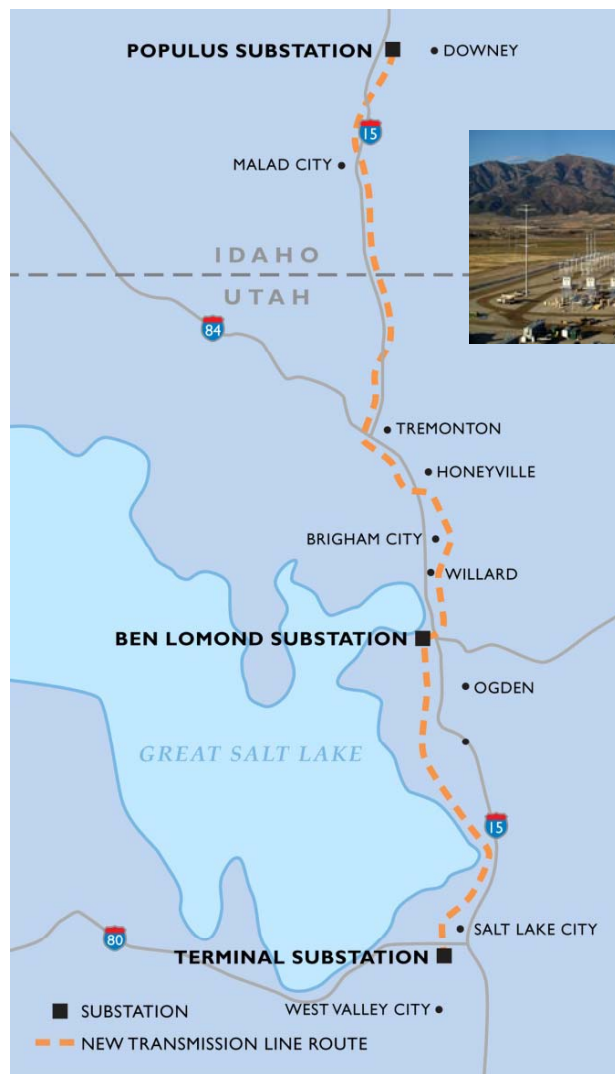 POPULUS SUBSTATION
DOWNEY
15
MALAD CITY
IDAHO
UTAH
84
TREMONTON
HONEYVILLE
BRIGHAM CITY
WILLARD
BEN LOMOND SUBSTATION
OGDEN
GREAT SALT LAKE
15
SALT LAKE CITY
80
TERMINAL SUBSTATION
WEST VALLEY CITY
SUBSTATION
NEW TRANSMISSION LINE ROUTE